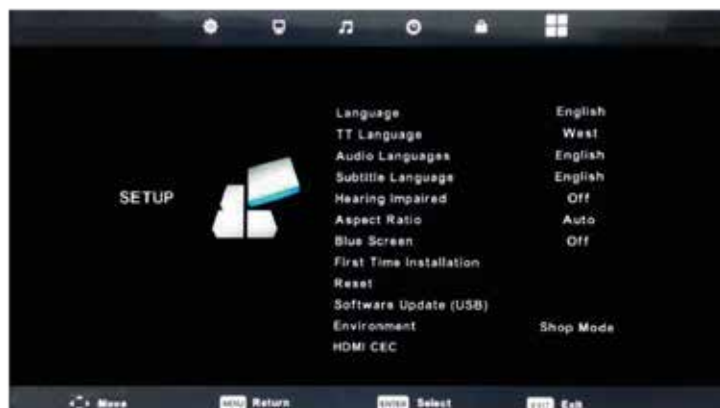 Language English
TT Language West
Audio Languages English
Subtitle Language English
SETUP
Hearing Impaired Off
Aspect Ratio Auto
Blue Screen Off
First Time Installation
Reset
Software Update (USB)
Environment Shop Mode
HDMI CEC
Move MENU Return ENTER Select EXIT Exit